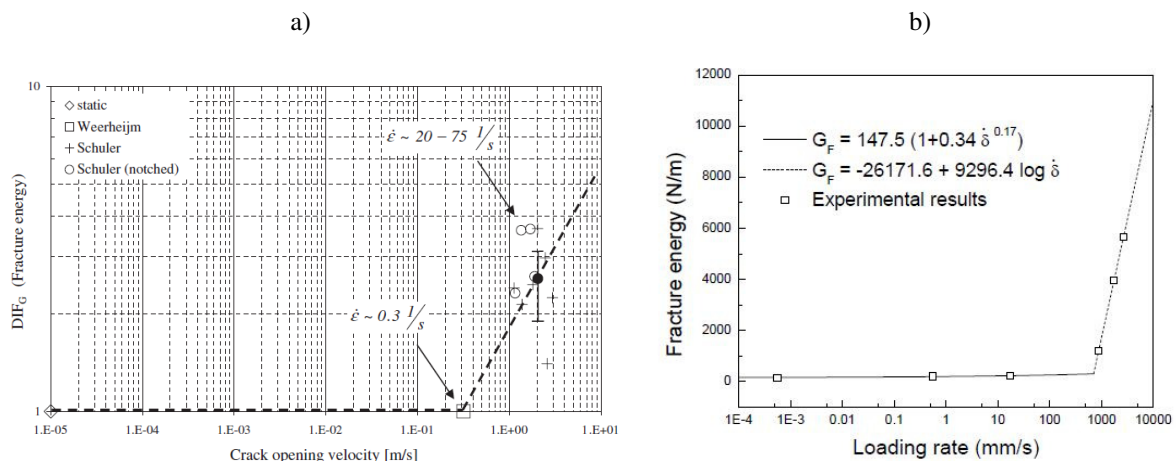 a)
b)
10
static
Weerheijm
Schuler
Schuler (notched)
ε̇ ~ 20 – 75 1/s
ε̇ ~ 0.3 1/s
DIF_G (Fracture energy)
1
1.E-05
1.E-04
1.E-03
1.E-02
1.E-01
1.E+00
1.E+01
Crack opening velocity [m/s]
12000
10000
8000
6000
4000
2000
0
Fracture energy (N/m)
G_F = 147.5 (1+0.34 δ̇ ^0.17)
G_F = -26171.6 + 9296.4 log δ̇
Experimental results
1E-4
1E-3
0.01
0.1
1
10
100
1000
10000
Loading rate (mm/s)